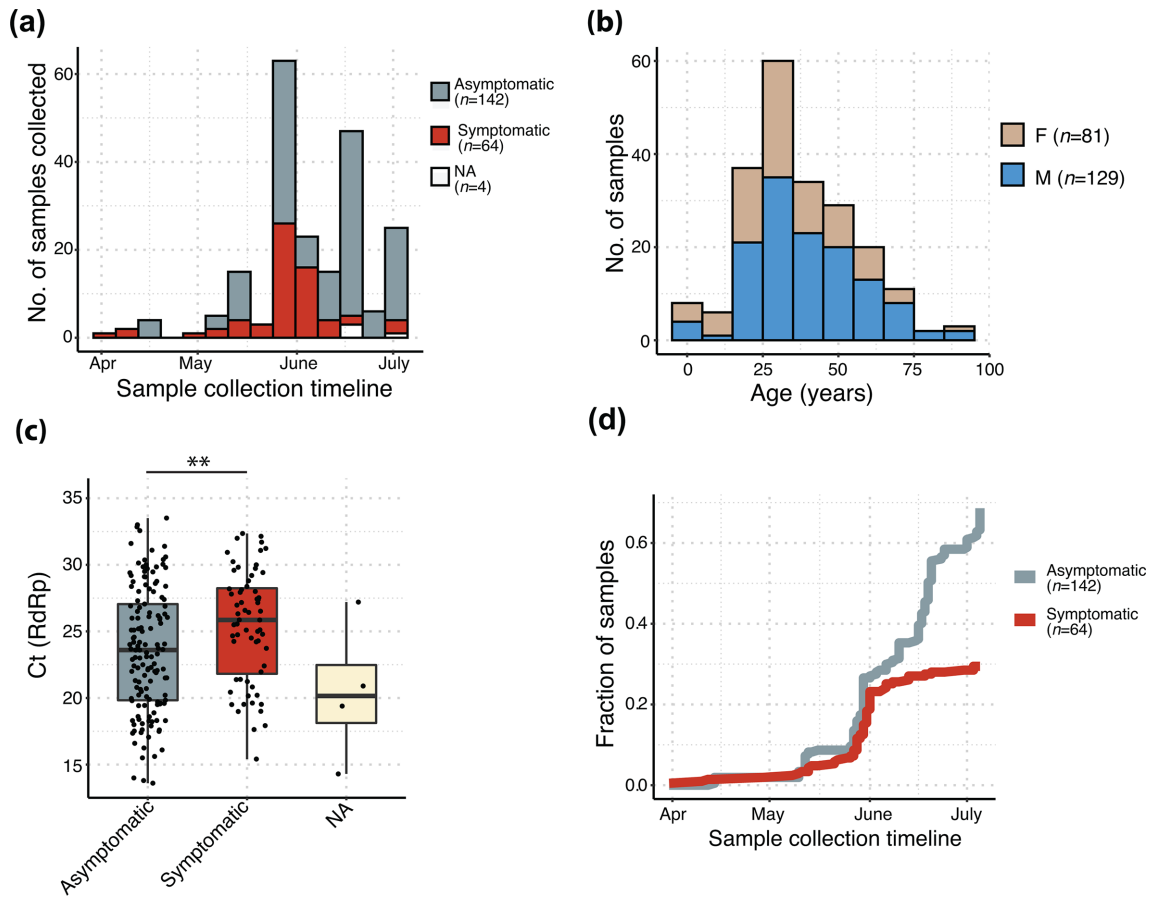 (a)
No. of samples collected
60
40
20
0
Apr
May
June
July
Sample collection timeline
Asymptomatic
(n=142)
Symptomatic
(n=64)
NA
(n=4)
(b)
No. of samples
60
40
20
0
0
25
50
75
100
Age (years)
F (n=81)
M (n=129)
(c)
**
Ct (RdRp)
35
30
25
20
15
Asymptomatic
Symptomatic
NA
(d)
Fraction of samples
0.6
0.4
0.2
0.0
Apr
May
June
July
Sample collection timeline
Asymptomatic
(n=142)
Symptomatic
(n=64)